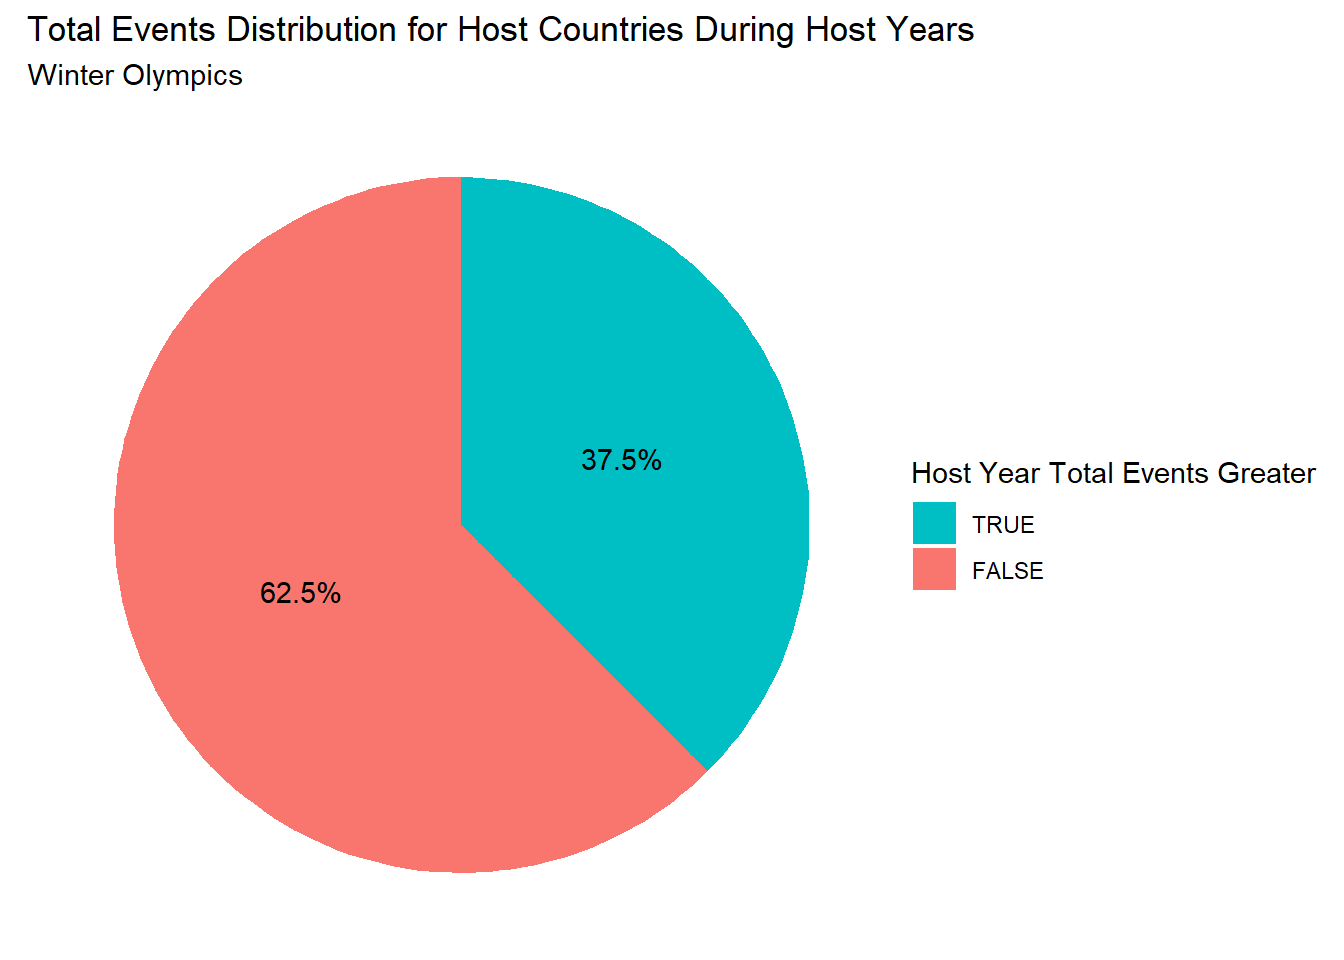 Total Events Distribution for Host Countries During Host Years
Winter Olympics
37.5%
62.5%
Host Year Total Events Greater
TRUE
FALSE